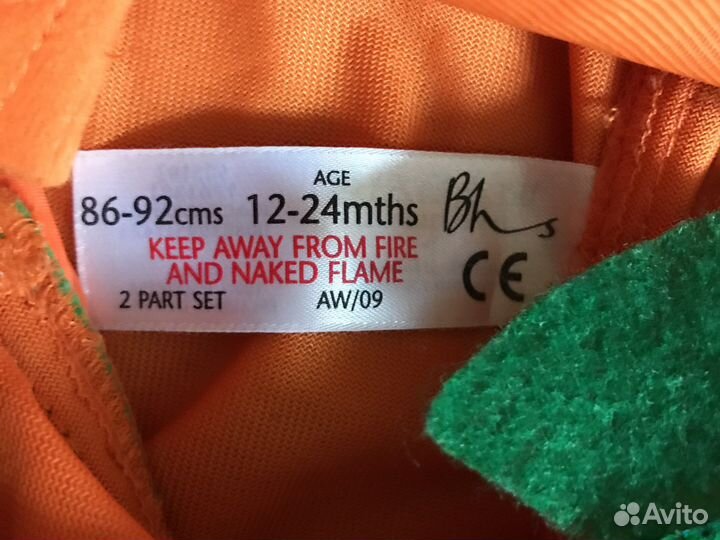 AGE
86-92cms 12-24mths Bhs
KEEP AWAY FROM FIRE
AND NAKED FLAME
2 PART SET AW/09 CE
Avito